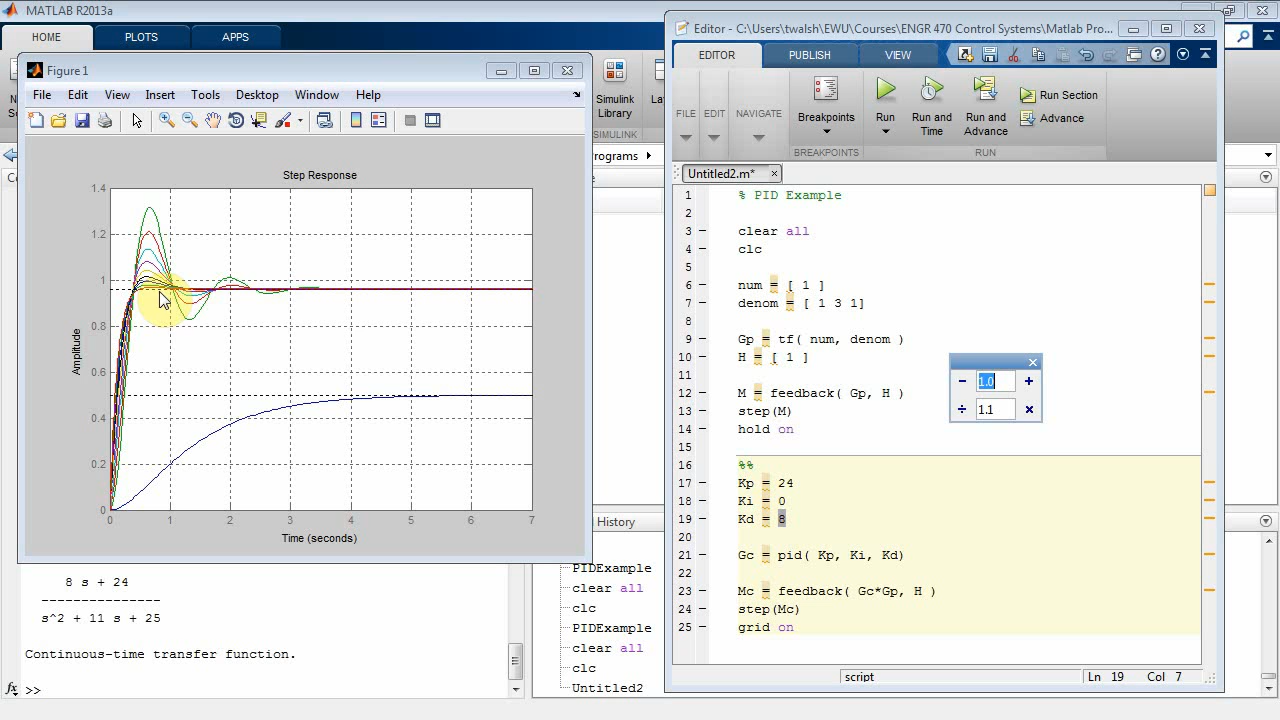 MATLAB R2013a
HOME
PLOTS
APPS
Simulink
Library
SIMULINK
Figure 1
File Edit View Insert Tools Desktop Window Help
Step Response
Amplitude
1.4
1.2
1
0.8
0.6
0.4
0.2
0
0 1 2 3 4 5 6 7
Time (seconds)
8 s + 24
---------------
s^2 + 11 s + 25
Continuous-time transfer function.
fx >>
History
PIDExample
clear all
clc
PIDExample
clear all
clc
Untitled2
Editor - C:\Users\twalsh\EWU\Courses\ENGR 470 Control Systems\Matlab Pro...
EDITOR
PUBLISH
VIEW
FILE
EDIT
NAVIGATE
Breakpoints
BREAKPOINTS
Run
Run and
Time
Run and
Advance
Run Section
Advance
RUN
Untitled2.m*
1 % PID Example
2
3 clear all
4 clc
5
6 num = [ 1 ]
7 denom = [ 1 3 1]
8
9 Gp = tf( num, denom )
10 H = [ 1 ]
11
12 M = feedback( Gp, H )
13 step(M)
14 hold on
15
16 %%
17 Kp = 24
18 Ki = 0
19 Kd = 8
20
21 Gc = pid( Kp, Ki, Kd)
22
23 Mc = feedback( Gc*Gp, H )
24 step(Mc)
25 grid on
- 1.0 +
÷ 1.1 ×
script
Ln 19 Col 7